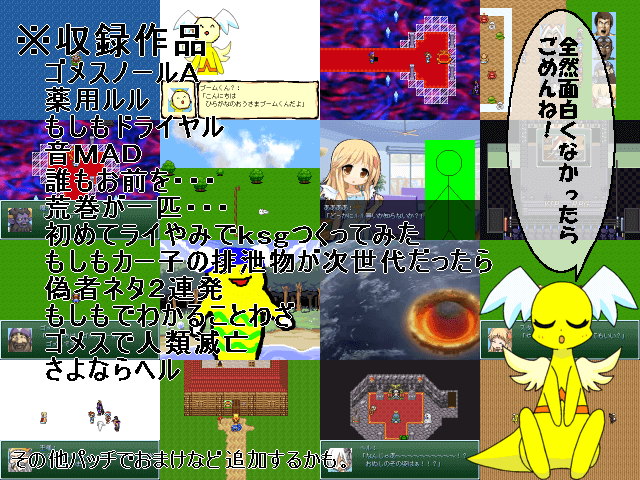 ※収録作品
ゴメスノールA
薬用ルル
もしもドライヤル
音MAD
誰もお前を・・・
荒巻が一匹・・・
初めてライやみでksgつくってみた
もしもカー子の排泄物が次世代だったら
偽者ネタ2連発
もしもでわかることわざ
ゴメスで人類滅亡
さよならヘル
その他パッチでおまけなど追加するかも。
全然面白くなかったら
ごめんね!
ブームくん?:
「こんにちは
ひらがなのおうさまブームくんだよ」